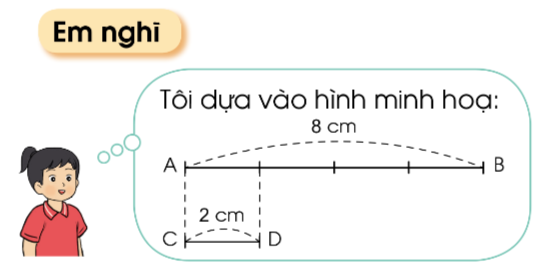 Em nghĩ
Tôi dựa vào hình minh hoạ:
8 cm
A B
2 cm
C D